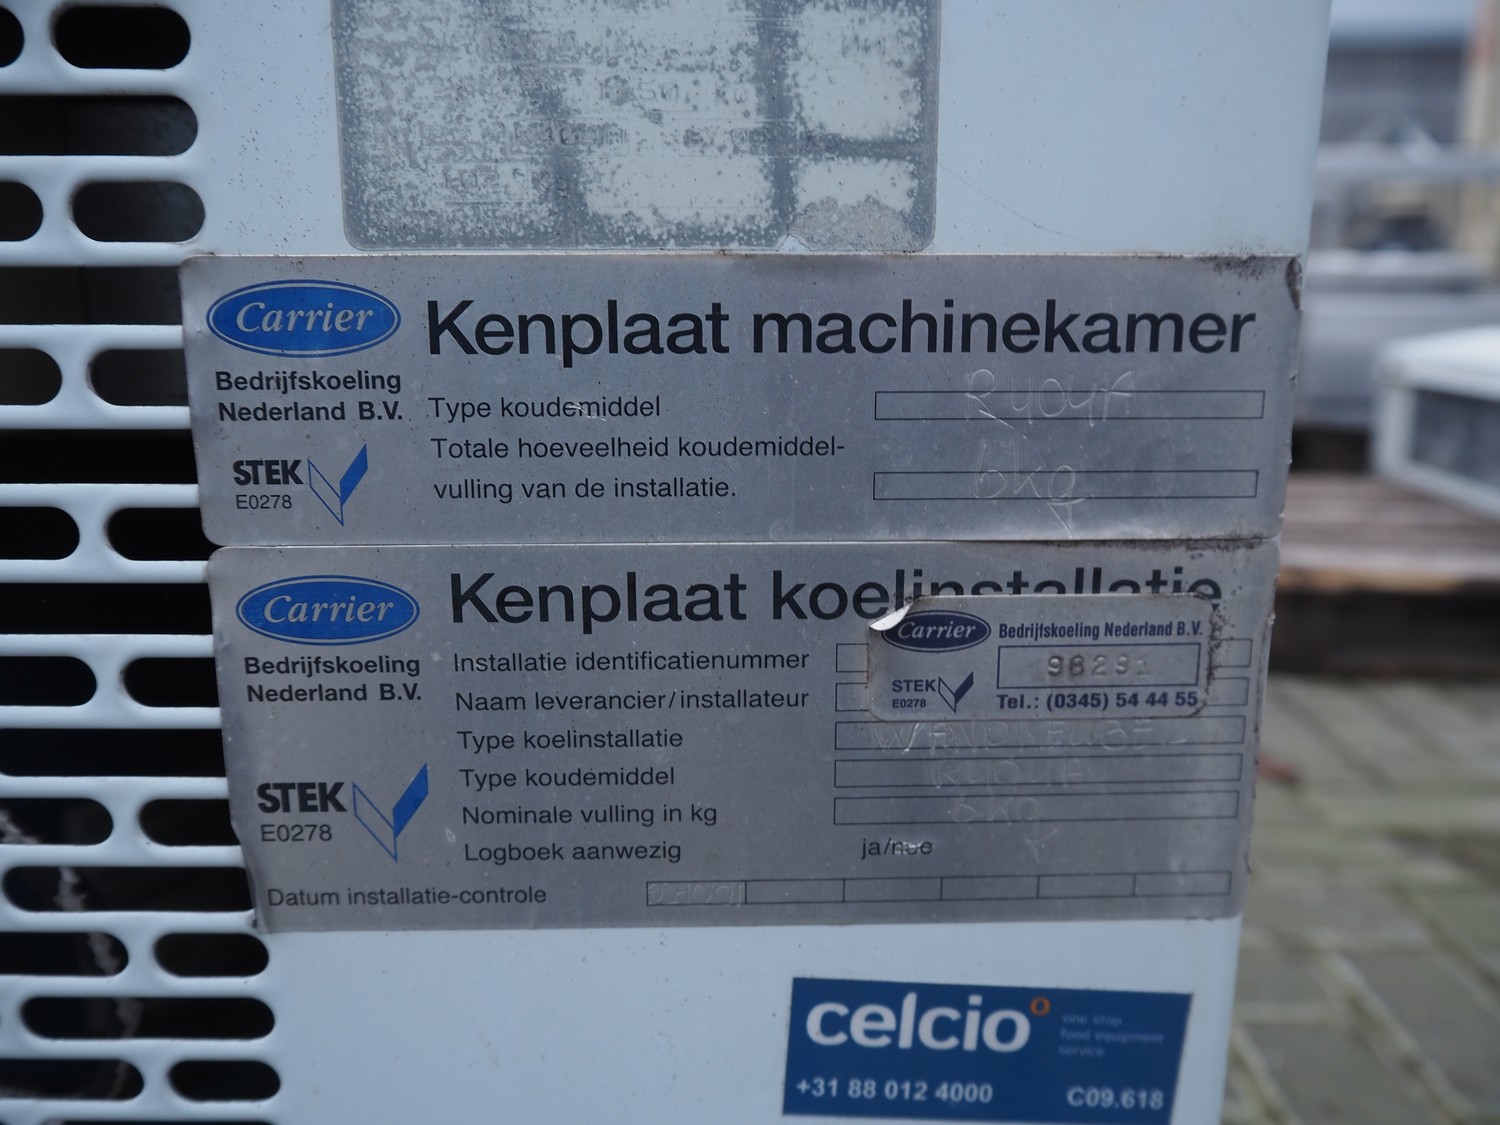 Carrier
Kenplaat machinekamer
Bedrijfskoeling
Nederland B.V.
Type koudemiddel R404A
Totale hoeveelheid koudemiddel-
vulling van de installatie. 6kg
STEK
E0278
Carrier
Kenplaat koelinstallatie
Bedrijfskoeling
Nederland B.V.
Installatie identificatienummer
Naam leverancier/installateur
Type koelinstallatie WANDMEUBEL
Type koudemiddel R404A
Nominale vulling in kg 6kg
Logboek aanwezig ja/nee
STEK
E0278
Datum installatie-controle
Carrier Bedrijfskoeling Nederland B.V.
STEK
E0278
Tel.: (0345) 54 44 55
celcio
one stop
food equipment
service
+31 88 012 4000 C09.618